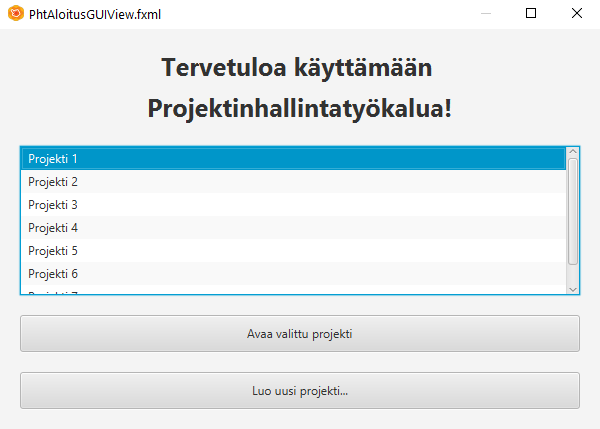 PhtAloitusGUIView.fxml
Tervetuloa käyttämään
Projektinhallintatyökalua!
Projekti 1
Projekti 2
Projekti 3
Projekti 4
Projekti 5
Projekti 6
Avaa valittu projekti
Luo uusi projekti...